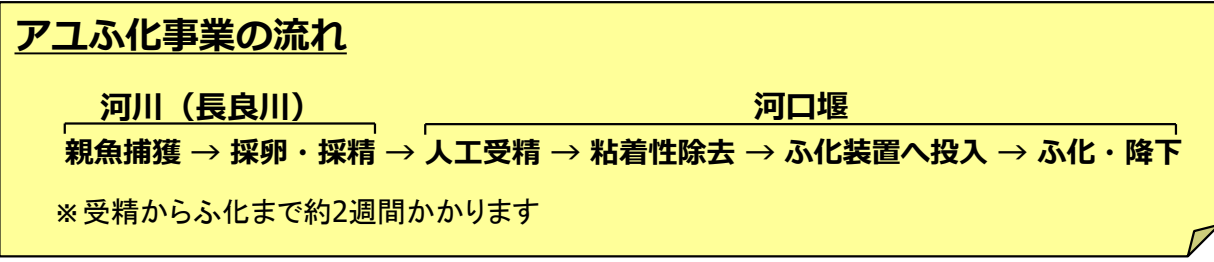 アユふ化事業の流れ
河川（長良川） 河口堰
親魚捕獲 → 採卵・採精 → 人工受精 → 粘着性除去 → ふ化装置へ投入 → ふ化・降下
※受精からふ化まで約2週間かかります